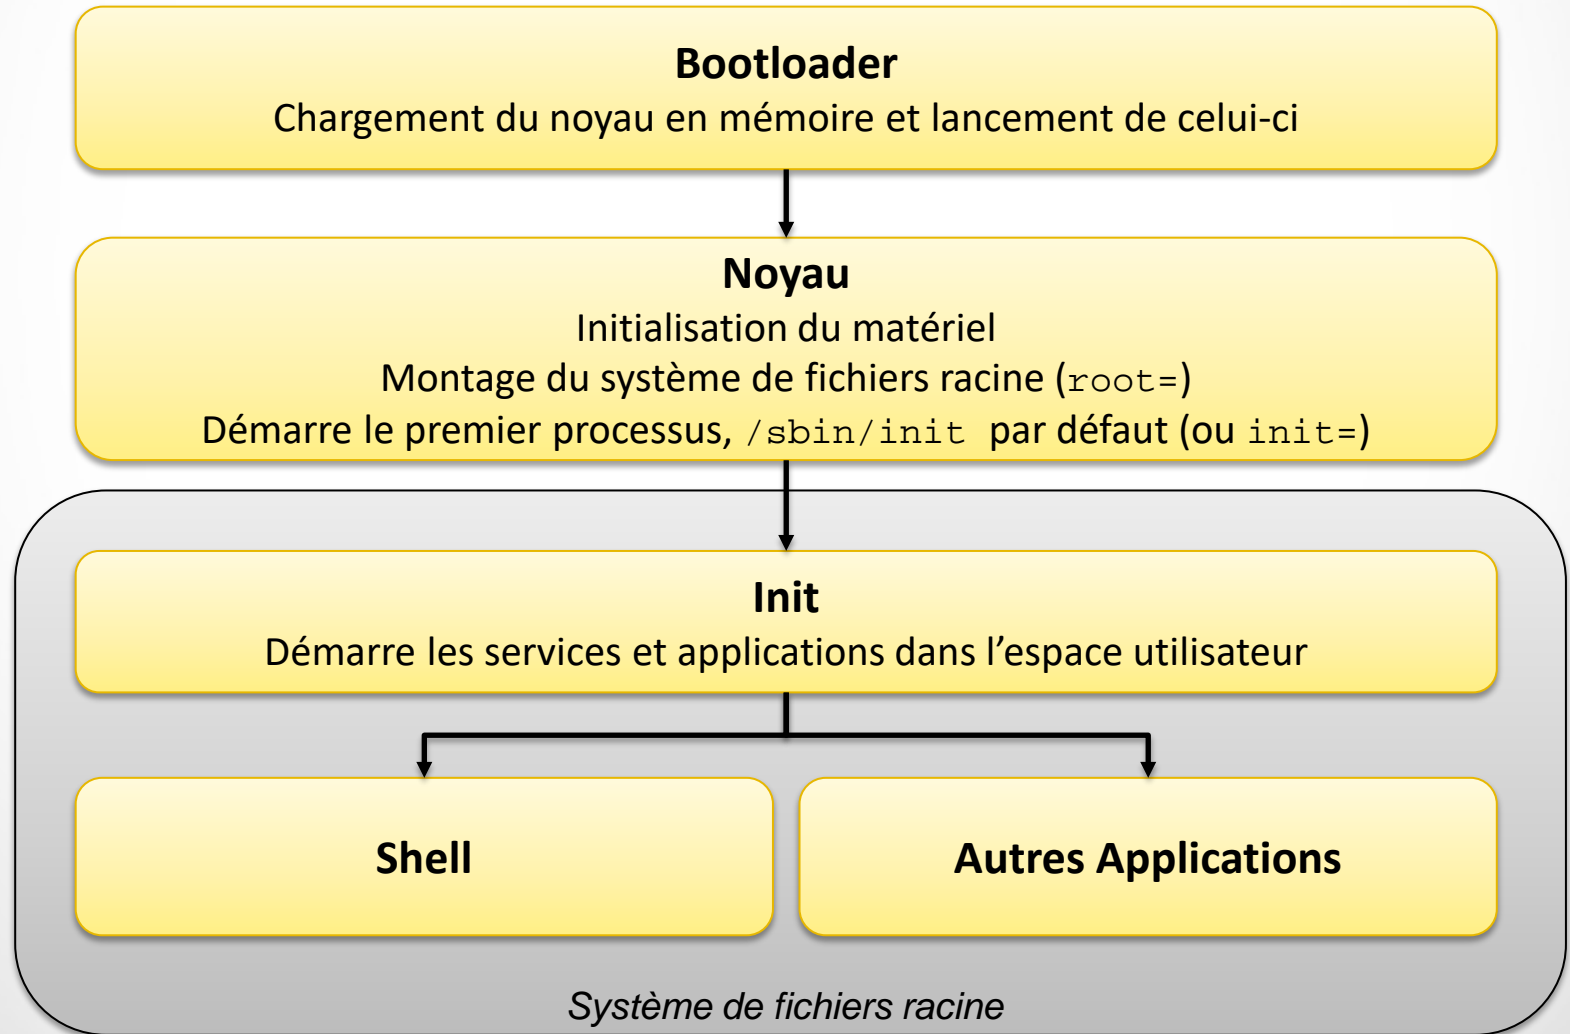 Bootloader
Chargement du noyau en mémoire et lancement de celui-ci
Noyau
Initialisation du matériel
Montage du système de fichiers racine (root=)
Démarre le premier processus, /sbin/init par défaut (ou init=)
Init
Démarre les services et applications dans l’espace utilisateur
Shell
Autres Applications
Système de fichiers racine